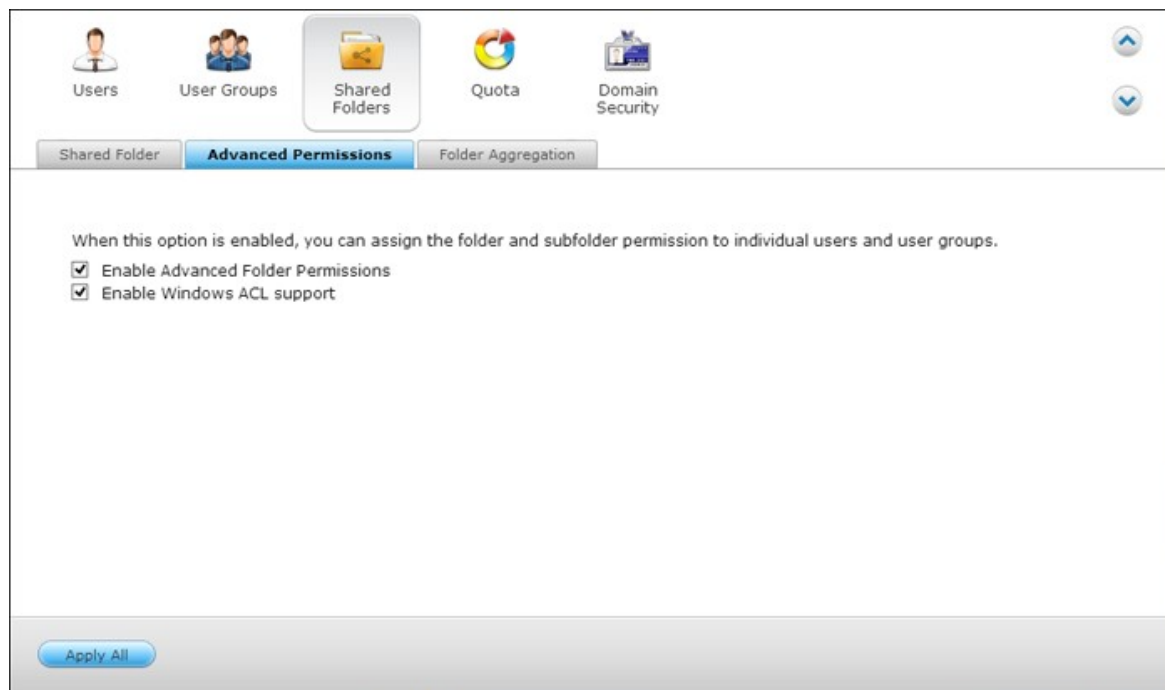 Users
User Groups
Shared
Folders
Quota
Domain
Security
Shared Folder
Advanced Permissions
Folder Aggregation
When this option is enabled, you can assign the folder and subfolder permission to individual users and user groups.
Enable Advanced Folder Permissions
Enable Windows ACL support
Apply All